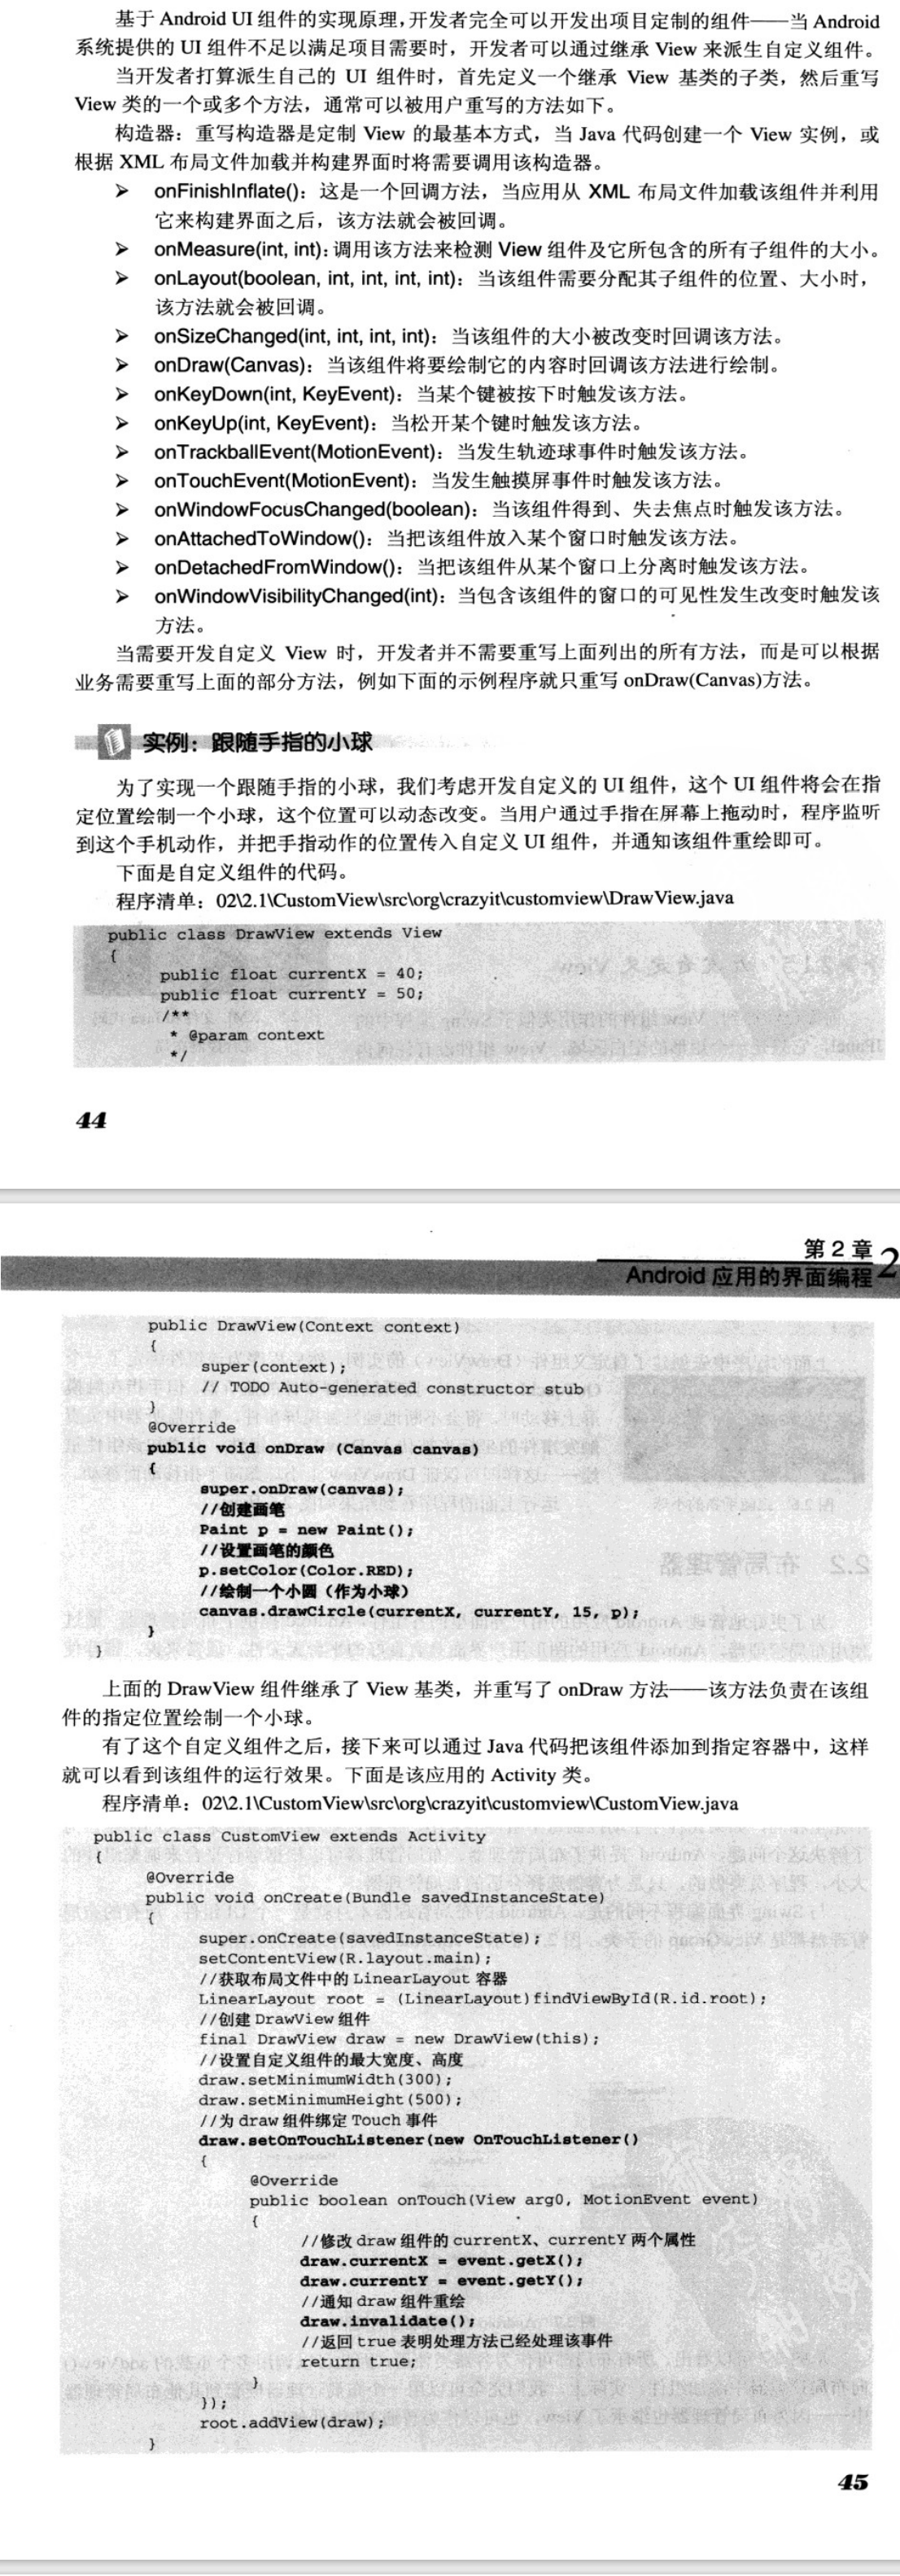 基于 Android UI 组件的实现原理，开发者完全可以开发出项目定制的组件——当 Android
系统提供的 UI 组件不足以满足项目需要时，开发者可以通过继承 View 来派生自定义组件。
当开发者打算派生自己的 UI 组件时，首先定义一个继承 View 基类的子类，然后重写
View 类的一个或多个方法，通常可以被用户重写的方法如下。
构造器：重写构造器是定制 View 的最基本方式，当 Java 代码创建一个 View 实例，或
根据 XML 布局文件加载并构建界面时将需要调用该构造器。
➢ onFinishInflate()：这是一个回调方法，当应用从 XML 布局文件加载该组件并利用
它来构建界面之后，该方法就会被回调。
➢ onMeasure(int, int)：调用该方法来检测 View 组件及它所包含的所有子组件的大小。
➢ onLayout(boolean, int, int, int, int)：当该组件需要分配其子组件的位置、大小时，
该方法就会被回调。
➢ onSizeChanged(int, int, int, int)：当该组件的大小被改变时回调该方法。
➢ onDraw(Canvas)：当该组件将要绘制它的内容时回调该方法进行绘制。
➢ onKeyDown(int, KeyEvent)：当某个键被按下时触发该方法。
➢ onKeyUp(int, KeyEvent)：当松开某个键时触发该方法。
➢ onTrackballEvent(MotionEvent)：当发生轨迹球事件时触发该方法。
➢ onTouchEvent(MotionEvent)：当发生触摸屏事件时触发该方法。
➢ onWindowFocusChanged(boolean)：当该组件得到、失去焦点时触发该方法。
➢ onAttachedToWindow()：当把该组件放入某个窗口时触发该方法。
➢ onDetachedFromWindow()：当把该组件从某个窗口上分离时触发该方法。
➢ onWindowVisibilityChanged(int)：当包含该组件的窗口的可见性发生改变时触发该
方法。
当需要开发自定义 View 时，开发者并不需要重写上面列出的所有方法，而是可以根据
业务需要重写上面的部分方法，例如下面的示例程序就只重写 onDraw(Canvas)方法。
实例：跟随手指的小球
为了实现一个跟随手指的小球，我们考虑开发自定义的 UI 组件，这个 UI 组件将会在指
定位置绘制一个小球，这个位置可以动态改变。当用户通过手指在屏幕上拖动时，程序监听
到这个手机动作，并把手指动作的位置传入自定义 UI 组件，并通知该组件重绘即可。
下面是自定义组件的代码。
程序清单：02\2.1\CustomView\src\org\crazyit\customview\DrawView.java
public class DrawView extends View
{
public float currentX = 40;
public float currentY = 50;
/**
* @param context
*/
44
第 2 章
2
Android 应用的界面编程
public DrawView(Context context)
{
super(context);
// TODO Auto-generated constructor stub
}
@Override
public void onDraw (Canvas canvas)
{
super.onDraw(canvas);
//创建画笔
Paint p = new Paint();
//设置画笔的颜色
p.setColor(Color.RED);
//绘制一个小圆（作为小球）
canvas.drawCircle(currentX, currentY, 15, p);
}
}
上面的 DrawView 组件继承了 View 基类，并重写了 onDraw 方法——该方法负责在该组
件的指定位置绘制一个小球。
有了这个自定义组件之后，接下来可以通过 Java 代码把该组件添加到指定容器中，这样
就可以看到该组件的运行效果。下面是该应用的 Activity 类。
程序清单：02\2.1\CustomView\src\org\crazyit\customview\CustomView.java
public class CustomView extends Activity
{
@Override
public void onCreate(Bundle savedInstanceState)
{
super.onCreate(savedInstanceState);
setContentView(R.layout.main);
//获取布局文件中的 LinearLayout 容器
LinearLayout root = (LinearLayout)findViewById(R.id.root);
//创建 DrawView 组件
final DrawView draw = new DrawView(this);
//设置自定义组件的最大宽度、高度
draw.setMinimumWidth(300);
draw.setMinimumHeight(500);
//为 draw 组件绑定 Touch 事件
draw.setOnTouchListener(new OnTouchListener()
{
@Override
public boolean onTouch(View arg0, MotionEvent event)
{
//修改 draw 组件的 currentX、currentY 两个属性
draw.currentX = event.getX();
draw.currentY = event.getY();
//通知 draw 组件重绘
draw.invalidate();
//返回 true 表明处理方法已经处理该事件
return true;
}
});
root.addView(draw);
}
45